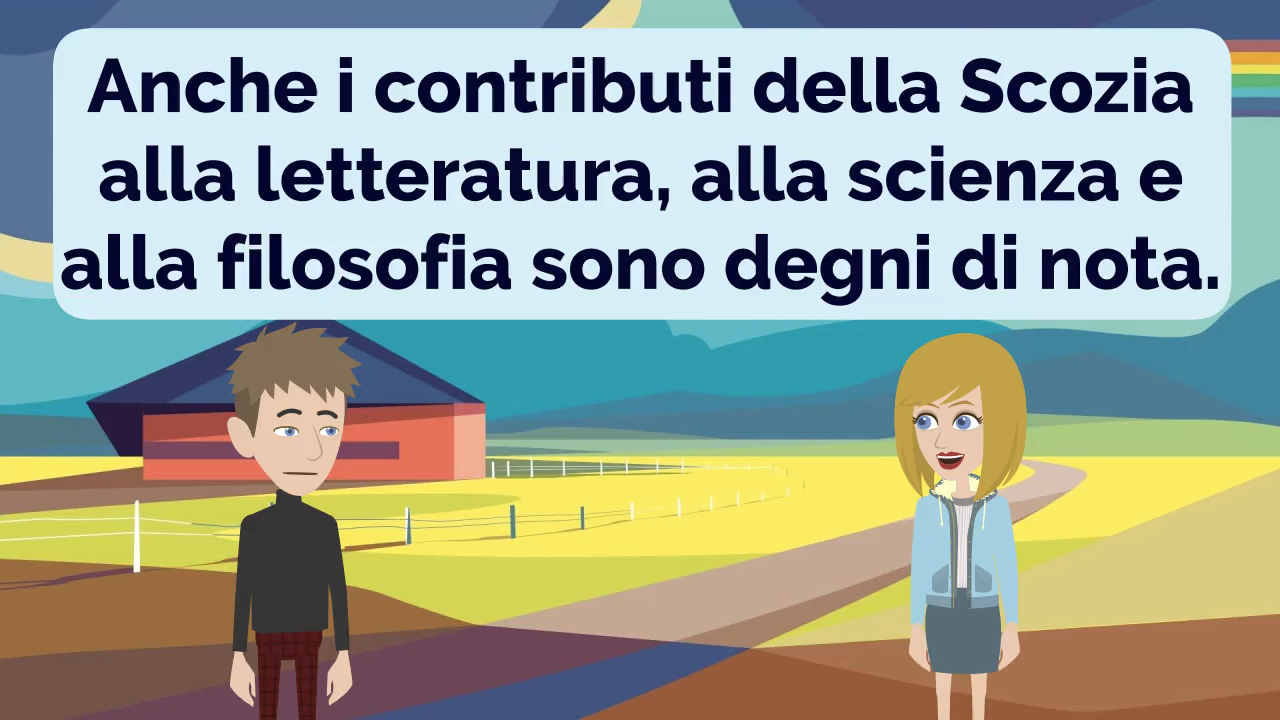 Anche i contributi della Scozia
alla letteratura, alla scienza e
alla filosofia sono degni di nota.